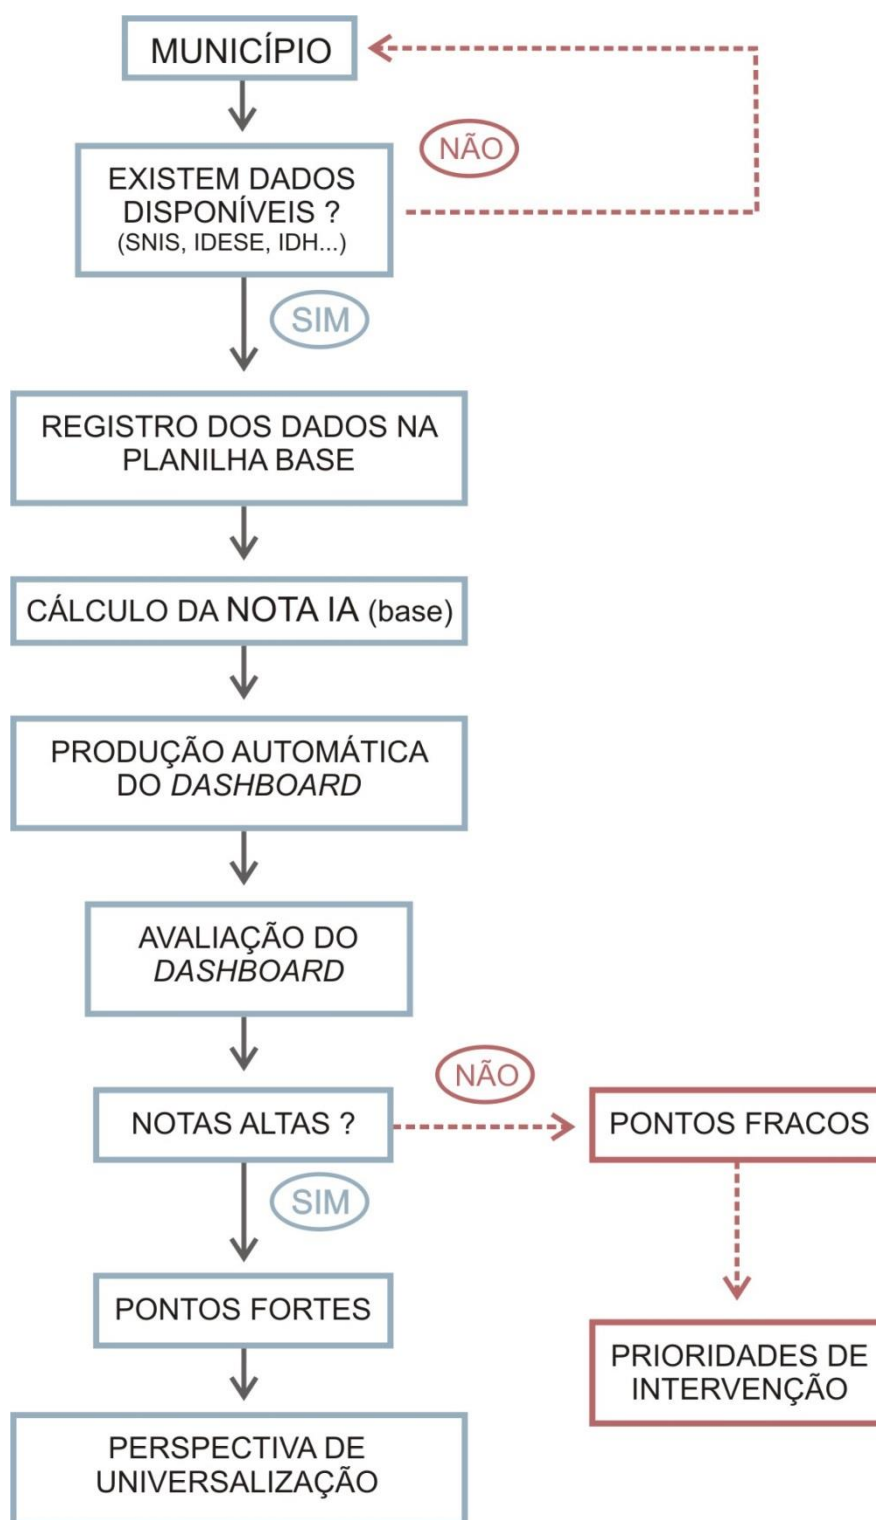 MUNICÍPIO
NÃO
EXISTEM DADOS
DISPONÍVEIS ?
(SNIS, IDESE, IDH...)
SIM
REGISTRO DOS DADOS NA
PLANILHA BASE
CÁLCULO DA NOTA IA (base)
PRODUÇÃO AUTOMÁTICA
DO DASHBOARD
AVALIAÇÃO DO
DASHBOARD
NÃO
NOTAS ALTAS ?
PONTOS FRACOS
SIM
PONTOS FORTES
PRIORIDADES DE
INTERVENÇÃO
PERSPECTIVA DE
UNIVERSALIZAÇÃO